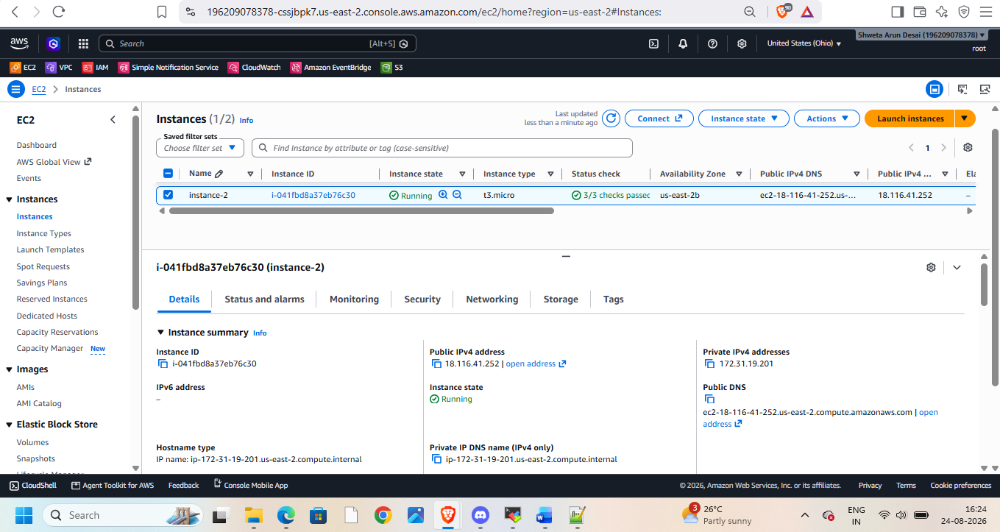 196209078378-cssjbpk7.us-east-2.console.aws.amazon.com/ec2/home?region=us-east-2#Instances:
90
aws
Search
[Alt+S]
United States (Ohio)
Shweta Arun Desai (196209078378)
root
EC2
VPC
IAM
Simple Notification Service
CloudWatch
Amazon EventBridge
S3
EC2
Instances
EC2
Dashboard
AWS Global View
Events
Instances
Instances
Instance Types
Launch Templates
Spot Requests
Savings Plans
Reserved Instances
Dedicated Hosts
Capacity Reservations
Capacity Manager New
Images
AMIs
AMI Catalog
Elastic Block Store
Volumes
Snapshots
Lifecycle Manager
Instances (1/2) Info
Last updated
less than a minute ago
Connect
Instance state
Actions
Launch instances
Saved filter sets
Choose filter set
Find Instance by attribute or tag (case-sensitive)
1
Name
Instance ID
Instance state
Instance type
Status check
Availability Zone
Public IPv4 DNS
Public IPv4 ...
Ela
instance-2
i-041fbd8a37eb76c30
Running
t3.micro
3/3 checks passed
us-east-2b
ec2-18-116-41-252.us-...
18.116.41.252
–
i-041fbd8a37eb76c30 (instance-2)
Details
Status and alarms
Monitoring
Security
Networking
Storage
Tags
Instance summary Info
Instance ID
i-041fbd8a37eb76c30
Public IPv4 address
18.116.41.252 | open address
Private IPv4 addresses
172.31.19.201
IPv6 address
–
Instance state
Running
Public DNS
ec2-18-116-41-252.us-east-2.compute.amazonaws.com | open
address
Hostname type
IP name: ip-172-31-19-201.us-east-2.compute.internal
Private IP DNS name (IPv4 only)
ip-172-31-19-201.us-east-2.compute.internal
CloudShell
Agent Toolkit for AWS
Feedback
Console Mobile App
© 2026, Amazon Web Services, Inc. or its affiliates.
Privacy
Terms
Cookie preferences
Search
3
26°C
Partly sunny
ENG
IN
16:24
24-08-2026